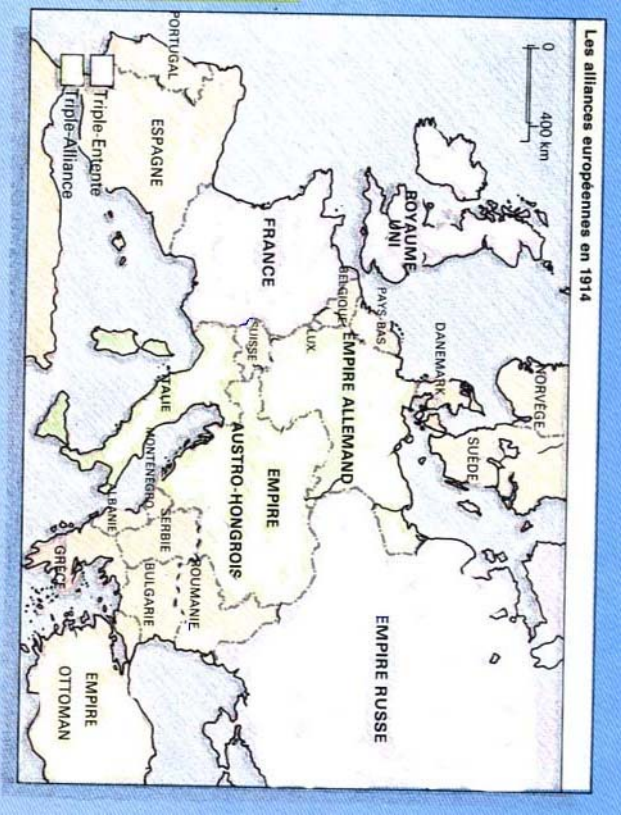 Les alliances européennes en 1914
0 400 km
NORVÈGE
SUÈDE
DANEMARK
ROYAUME
UNI
PAYS-BAS
BELGIQUE
LUX
EMPIRE ALLEMAND
EMPIRE RUSSE
FRANCE
SUISSE
EMPIRE
AUSTRO-HONGROIS
ROUMANIE
ITALIE
MONTÉNÉGRO
SERBIE
BULGARIE
ALBANIE
GRÈCE
EMPIRE
OTTOMAN
PORTUGAL
ESPAGNE
Triple-Entente
Triple-Alliance